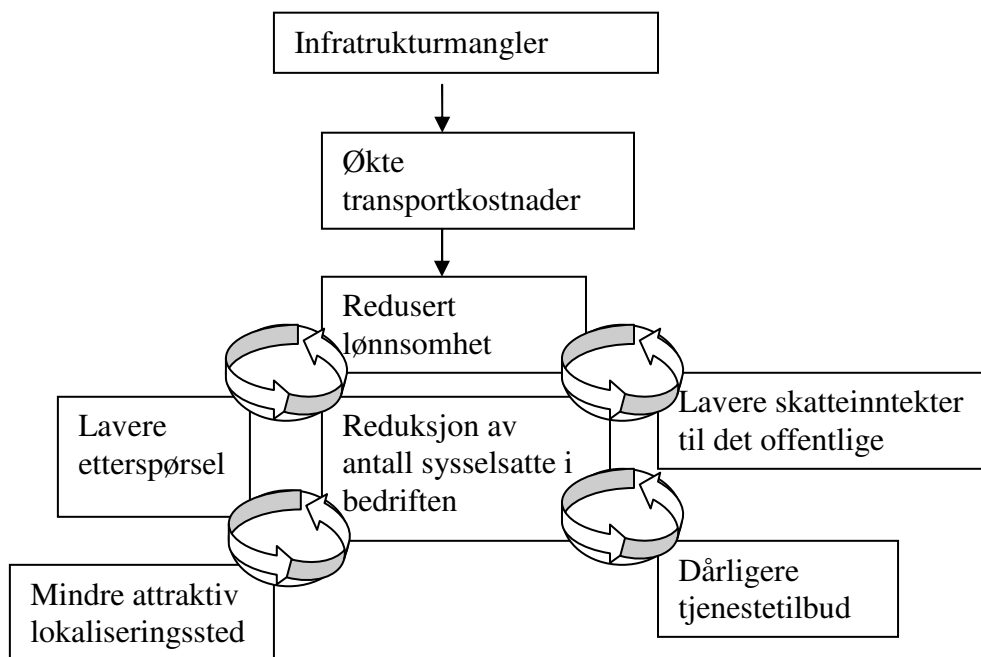 Infratrukturmangler
Økte
transportkostnader
Redusert
lønnsomhet
Lavere
etterspørsel
Reduksjon av
antall sysselsatte i
bedriften
Lavere skatteinntekter
til det offentlige
Mindre attraktiv
lokaliseringssted
Dårligere
tjenestetilbud